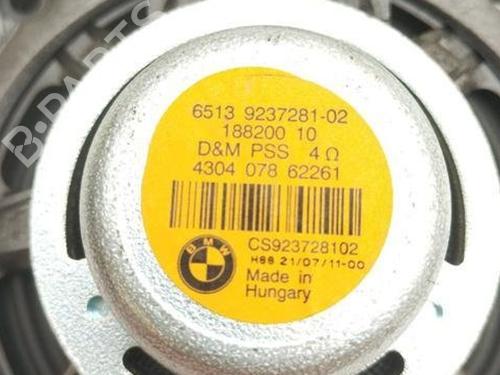 6513 9237281-02
188200 10
D&M PSS 4 Ω
4304 078 62261
BMW
CS923728102
H88 21/07/11-00
Made in
Hungary
B-PARTS